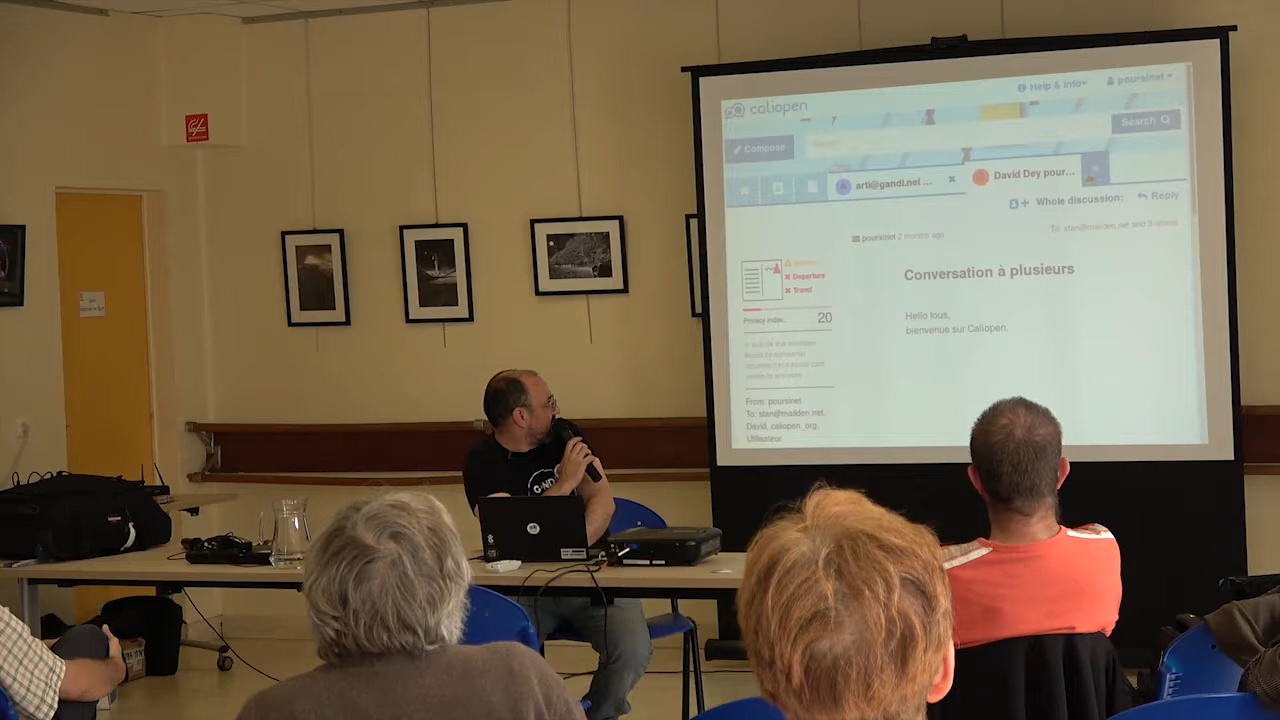 caliopen
Help & info
poursinet
Compose
Search
arti@gandi.net ...
David Dey pour...
Whole discussion:
Reply
poursinet 2 months ago
To: stan@mailden.net and 3 others
Departure
Travel
Conversation à plusieurs
Privacy index:
20
Hello tous,
bienvenue sur Caliopen.
From: poursinet
To: stan@mailden.net,
David, caliopen_org,
Utilisateur